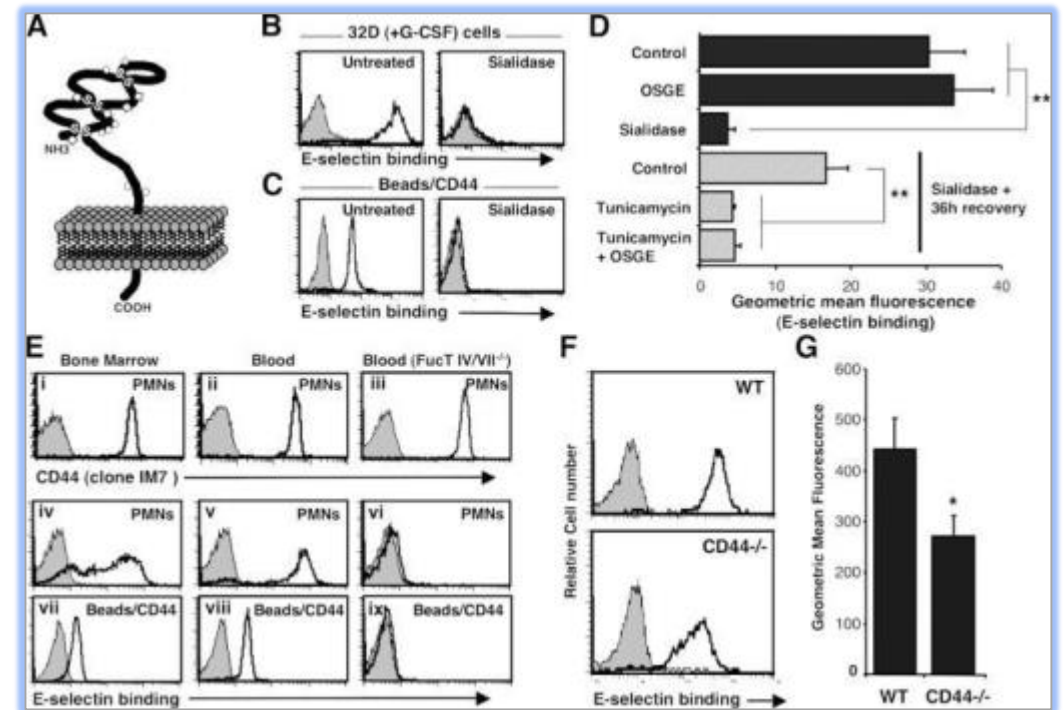 A
NH3
COOH
B
32D (+G-CSF) cells
Untreated
Sialidase
E-selectin binding
C
Beads/CD44
Untreated
Sialidase
E-selectin binding
D
Control
OSGE
Sialidase
Control
Tunicamycin
Tunicamycin
+ OSGE
**
**
Sialidase +
36h recovery
0 10 20 30 40
Geometric mean fluorescence
(E-selectin binding)
E
Bone Marrow Blood Blood (FucT IV/VII-/-)
i PMNs
ii PMNs
iii PMNs
CD44 (clone IM7 )
iv PMNs
v PMNs
vi PMNs
vii Beads/CD44
viii Beads/CD44
ix Beads/CD44
E-selectin binding
F
Relative Cell number
WT
CD44-/-
E-selectin binding
G
Geometric Mean Fluorescence
600
500
400
300
200
100
0
*
WT CD44-/-